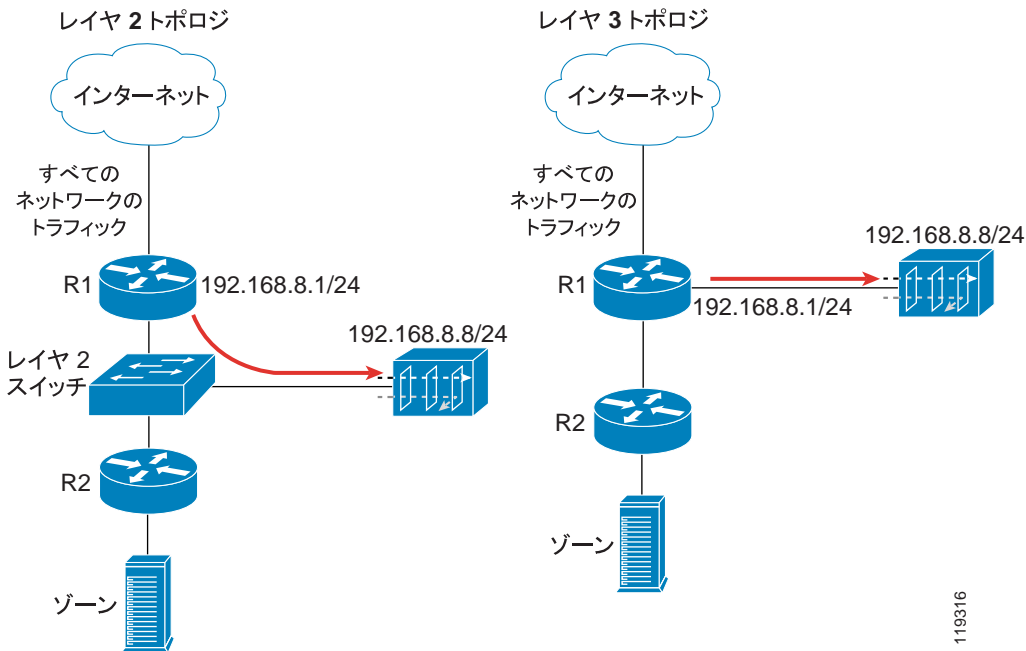 レイヤ 2 トポロジ
インターネット
すべての
ネットワークの
トラフィック
R1
192.168.8.1/24
192.168.8.8/24
レイヤ 2
スイッチ
R2
ゾーン
レイヤ 3 トポロジ
インターネット
すべての
ネットワークの
トラフィック
192.168.8.8/24
R1
192.168.8.1/24
R2
ゾーン
119316